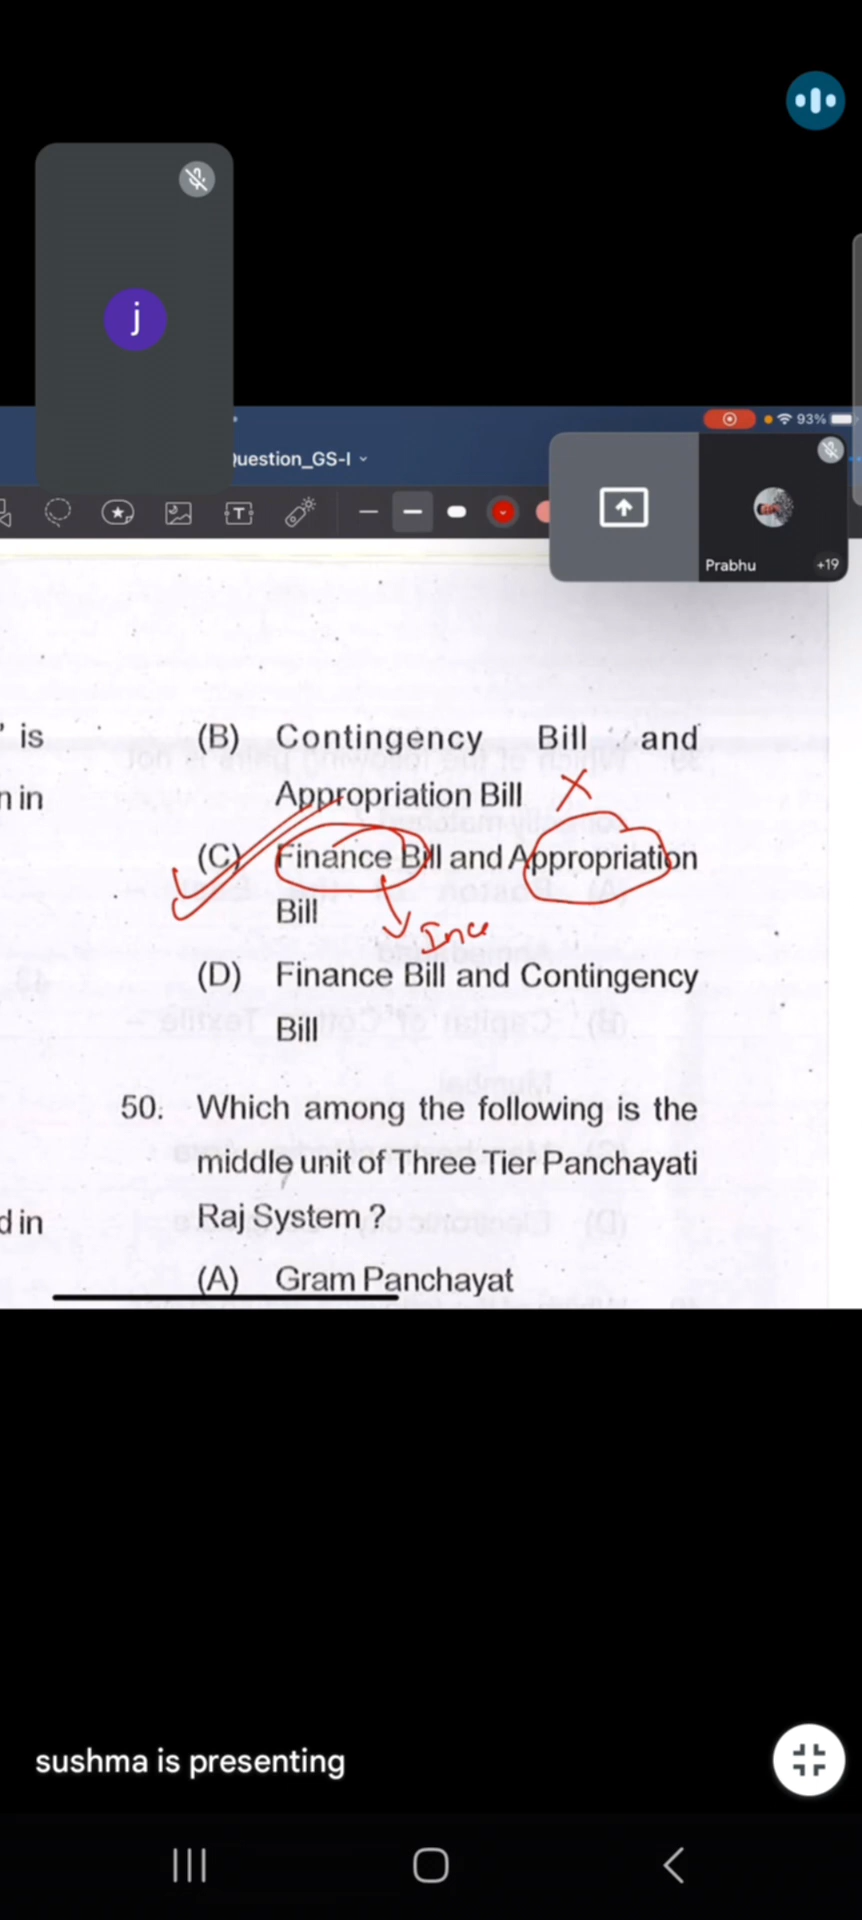 j
Question_GS-I
93%
Prabhu
+19
' is
(B) Contingency Bill and
n in
Appropriation Bill
(C) Finance Bill and Appropriation
Bill
Ince
(D) Finance Bill and Contingency
Bill
50. Which among the following is the
middle unit of Three Tier Panchayati
d in
Raj System ?
(A) Gram Panchayat
sushma is presenting